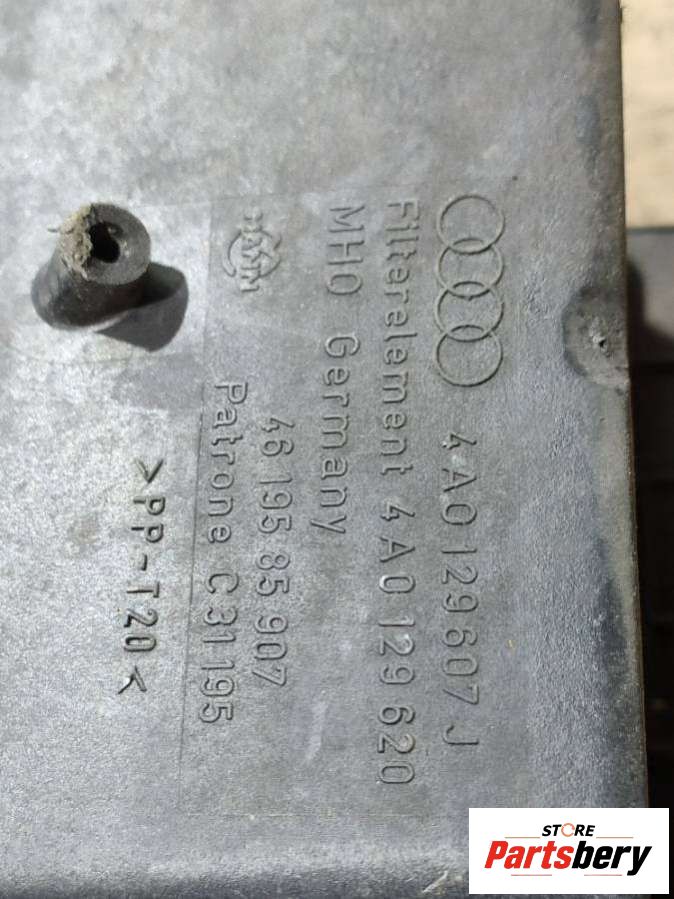 4A0 129 607 J
Filterelement 4A0 129 620
MHO Germany
MANN
46 195 85 907
Patrone C 31 195
>PP-T20<
STORE
Partsbery